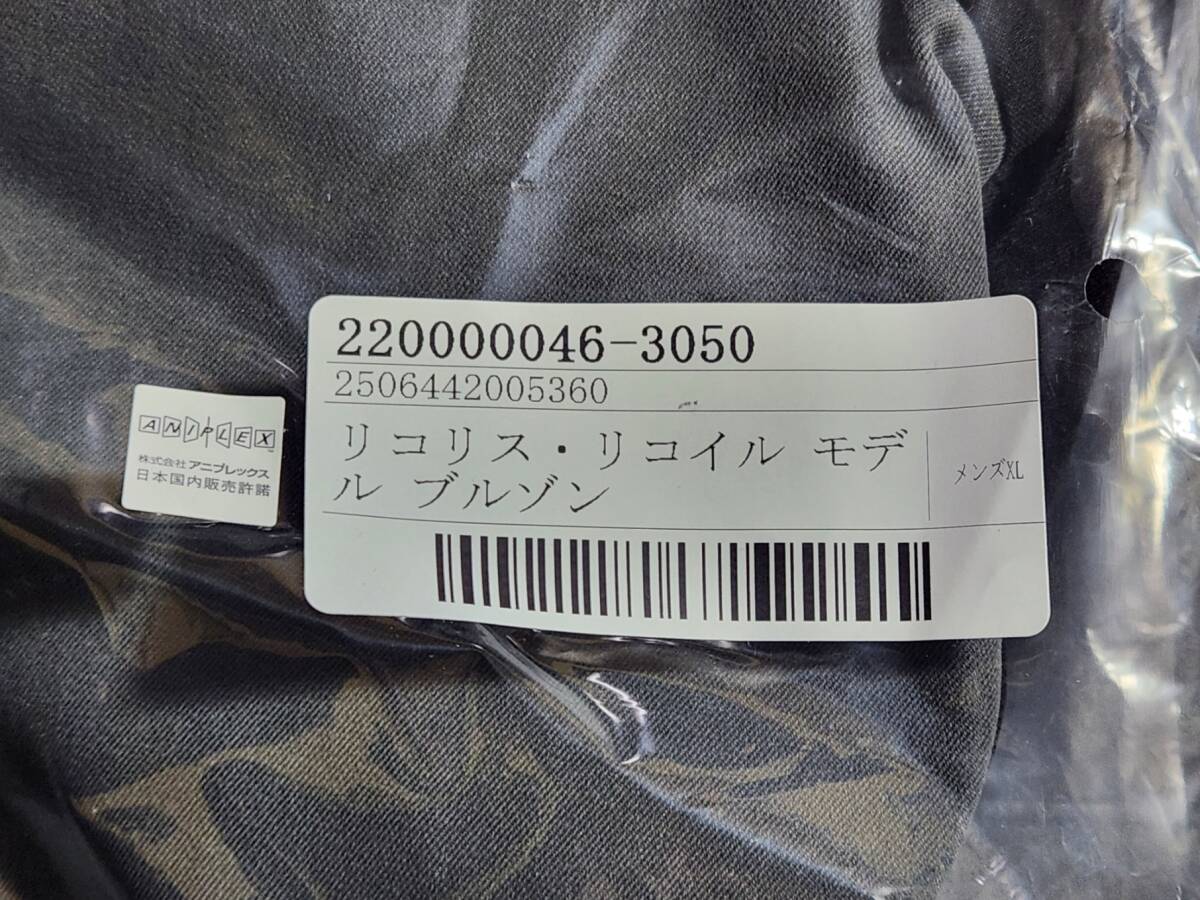 220000046-3050
2506442005360
リコリス・リコイル モデ
ル ブルゾン
メンズXL
ANIPLEX
株式会社 アニプレックス
日本国内販売許諾